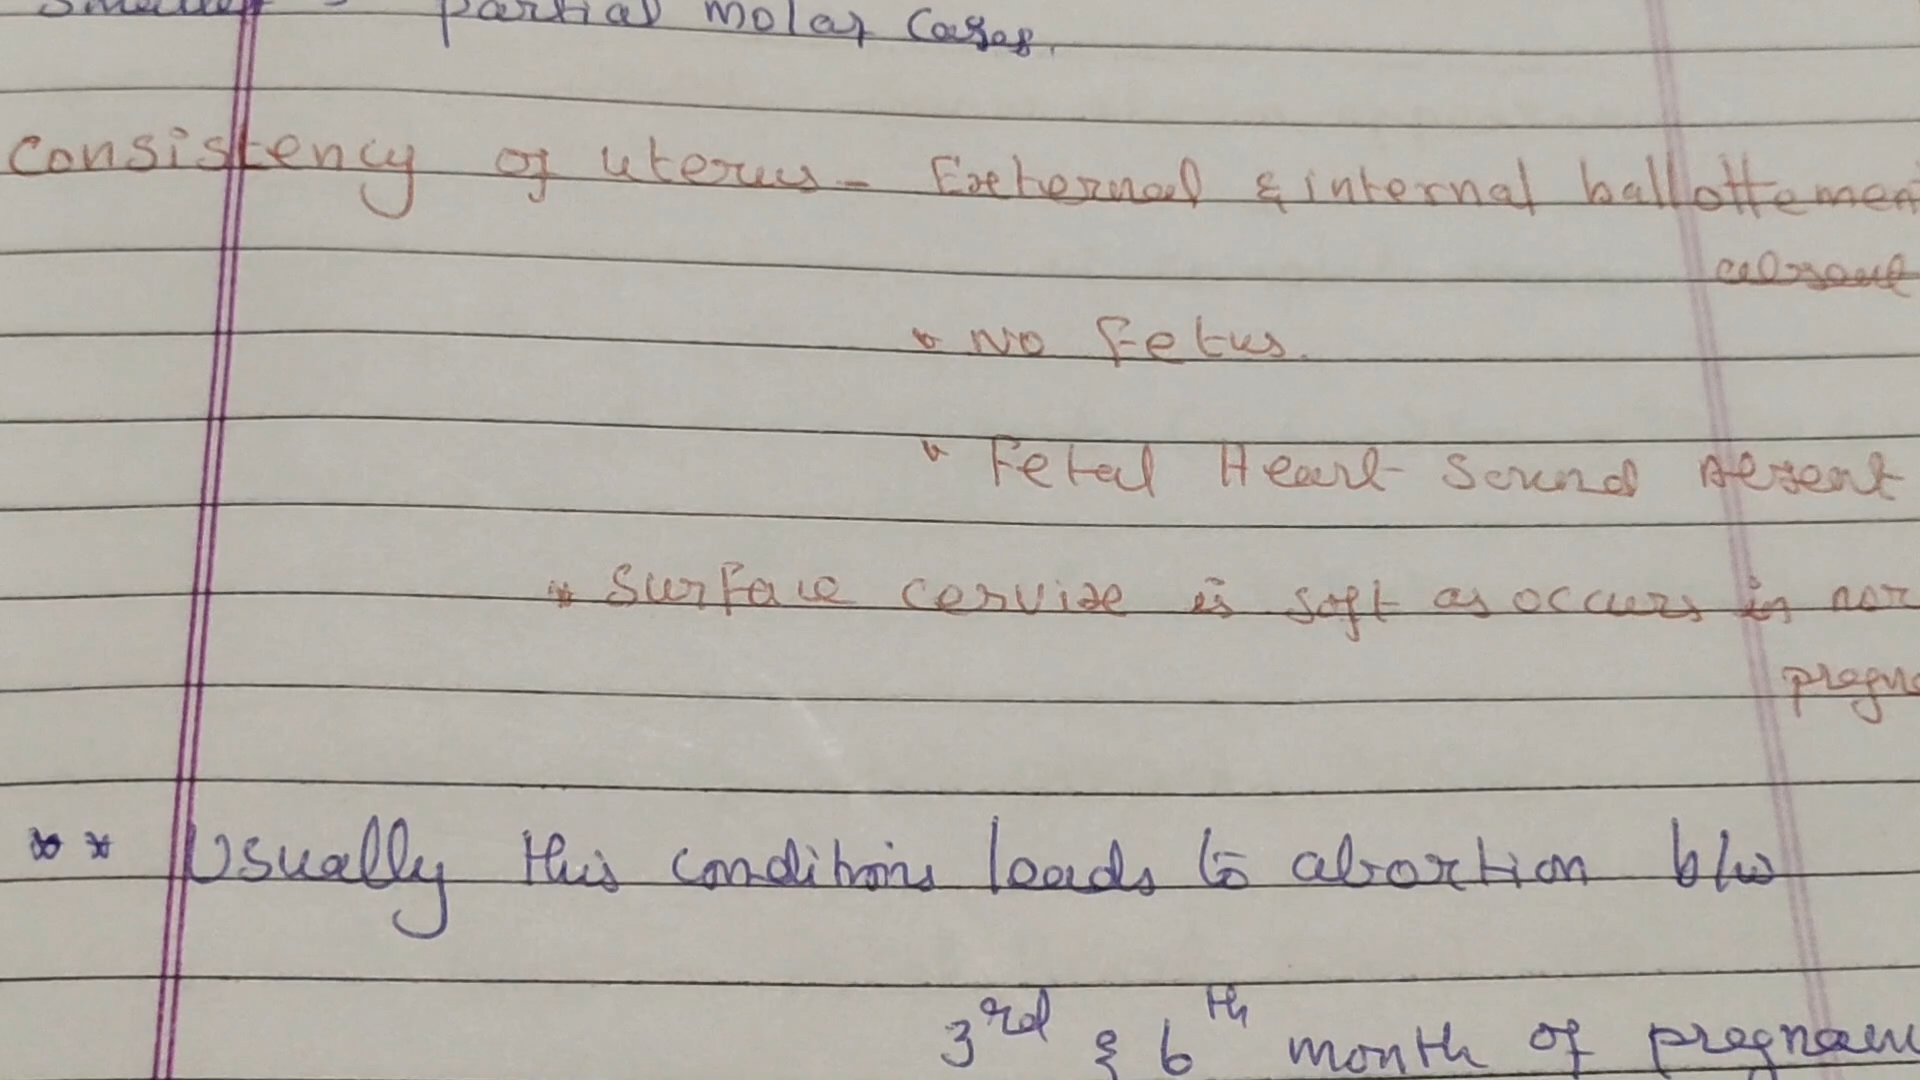 partial molar cases.
Consistency of uterus - External & internal ballottemen
absent
* No Fetus.
* Fetal Heart Sound Absent
* Surface cervix is soft as occurs in nor
pregn
** Usually this conditions leads to abortion b/w
3rd & 6th month of pregnan